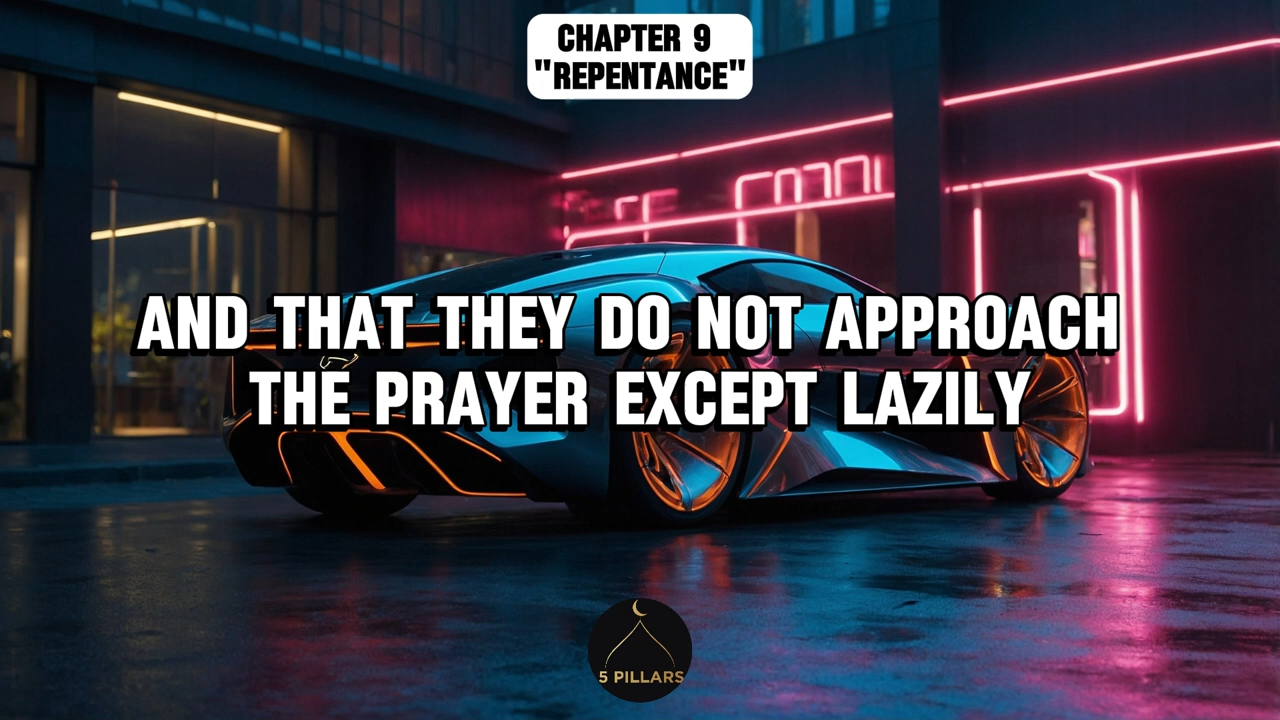 CHAPTER 9
"REPENTANCE"
AND THAT THEY DO NOT APPROACH
THE PRAYER EXCEPT LAZILY
5 PILLARS